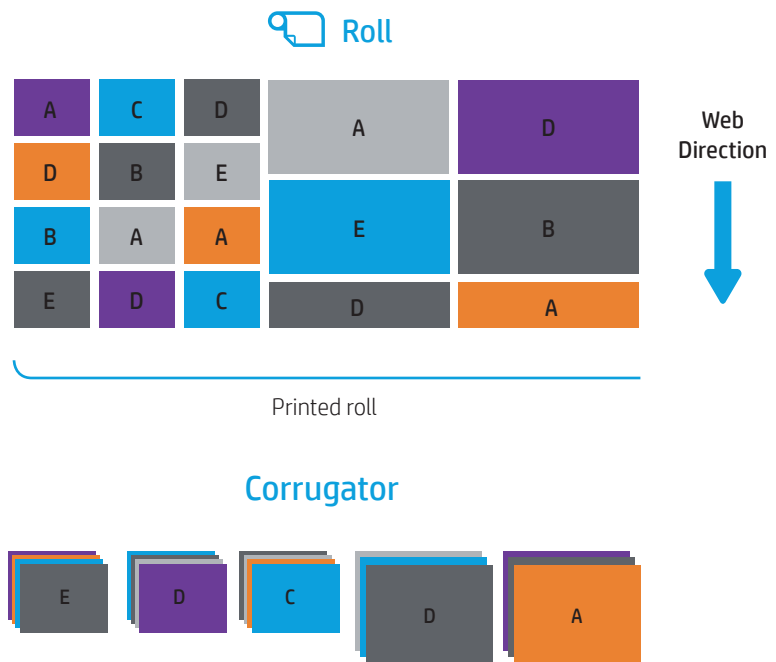 Roll
A C D A D
Web
Direction
D B E
E B
B A A
E D C D A
Printed roll
Corrugator
E D C D A